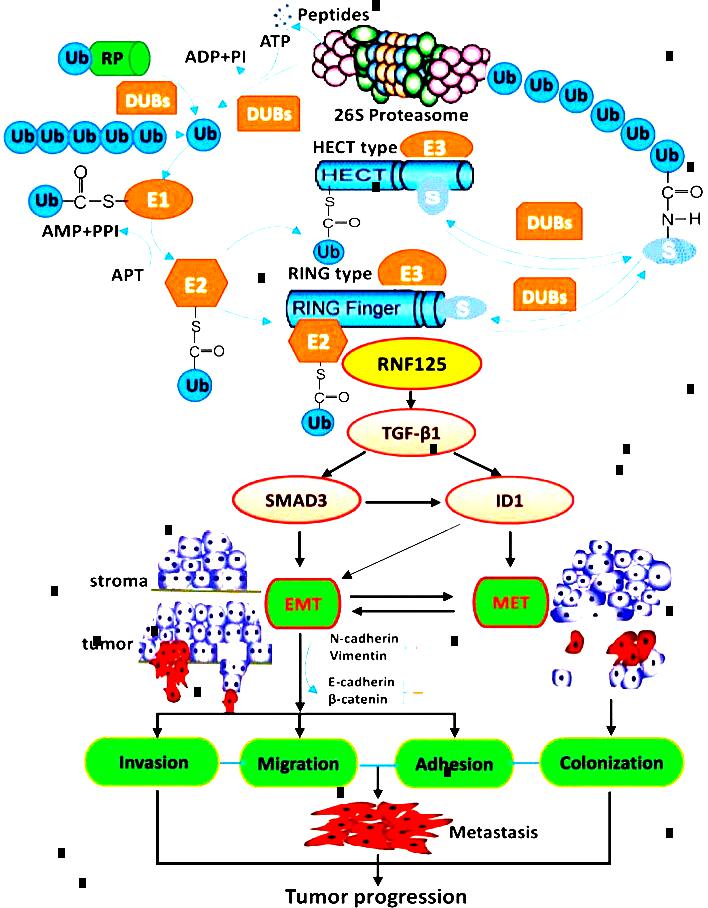 Peptides
ATP
ADP+PI
Ub RP
DUBs
DUBs
26S Proteasome
Ub Ub Ub Ub Ub
Ub
Ub
Ub
Ub
Ub
Ub
Ub
HECT type
E3
HECT
S
S
C O
Ub
Ub C S E1
O
AMP+PPI
APT
E2
S
C O
Ub
DUBs
C O
N H
S
RING type
E3
RING Finger
S
DUBs
E2
S
C O
Ub
RNF125
TGF-β1
SMAD3
ID1
stroma
tumor
EMT
MET
N-cadherin
Vimentin
E-cadherin
β-catenin
Invasion
Migration
Adhesion
Colonization
Metastasis
Tumor progression